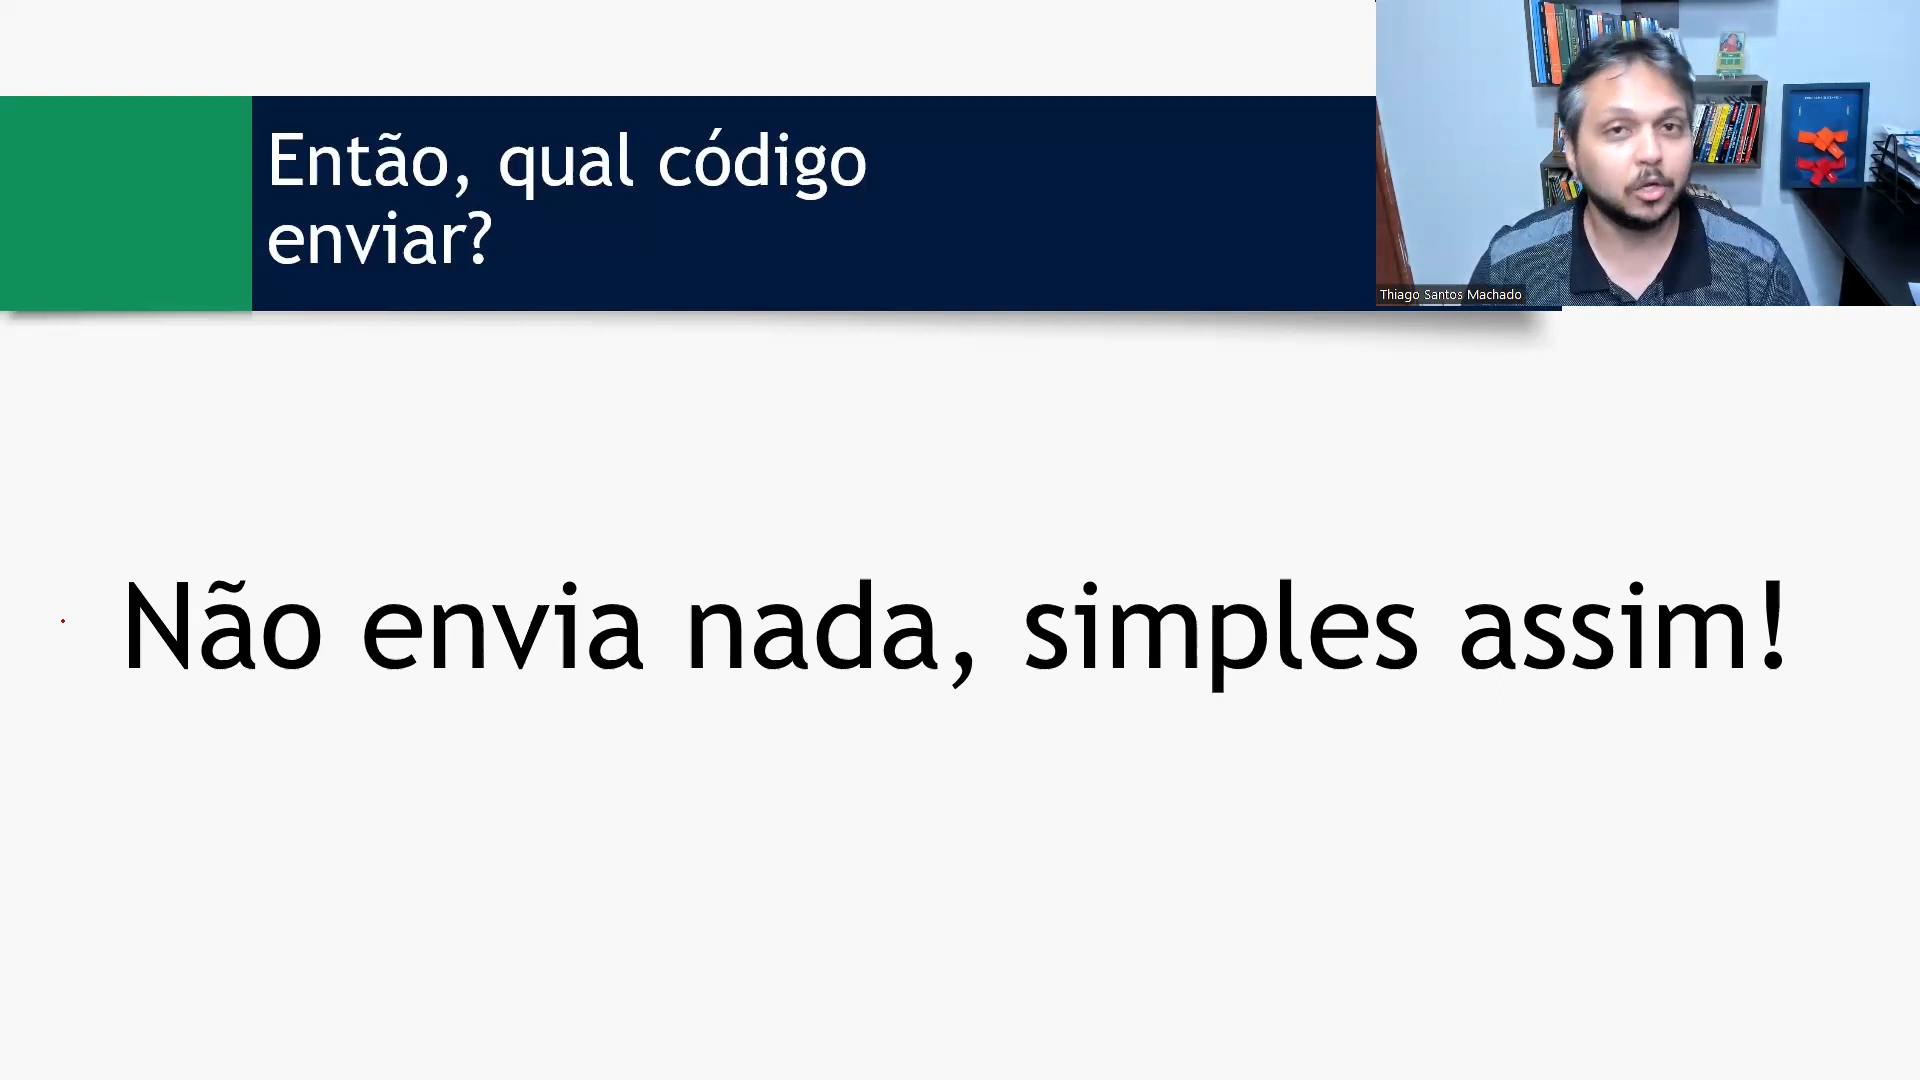 Então, qual código
enviar?
Thiago Santos Machado
Não envia nada, simples assim!